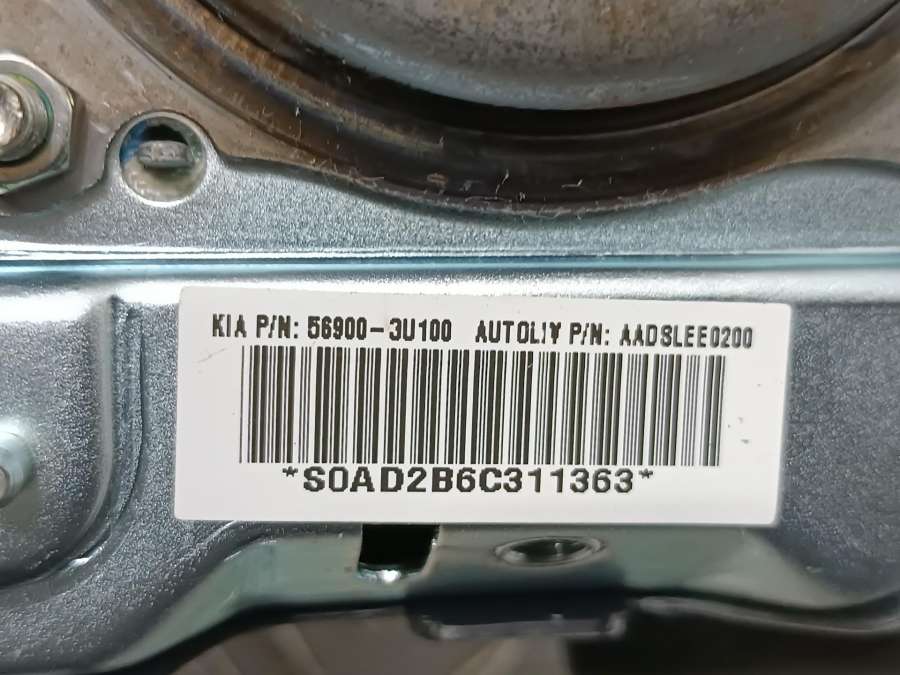 KIA P/N: 56900-3U100 AUTOLIV P/N: AADSLEE0200
*S0AD2B6C311363*